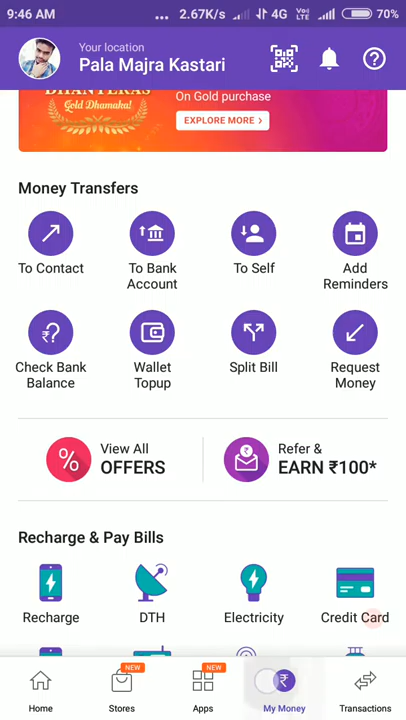 9:46 AM
... 2.67K/s 4G Vo LTE 70%
Your location
Pala Majra Kastari
DHANTERAS
Gold Dhamaka!
On Gold purchase
EXPLORE MORE >
Money Transfers
To Contact
To Bank
Account
To Self
Add
Reminders
Check Bank
Balance
Wallet
Topup
Split Bill
Request
Money
View All
OFFERS
Refer &
EARN ₹100*
Recharge & Pay Bills
Recharge
DTH
Electricity
Credit Card
NEW
NEW
Home
Stores
Apps
My Money
Transactions